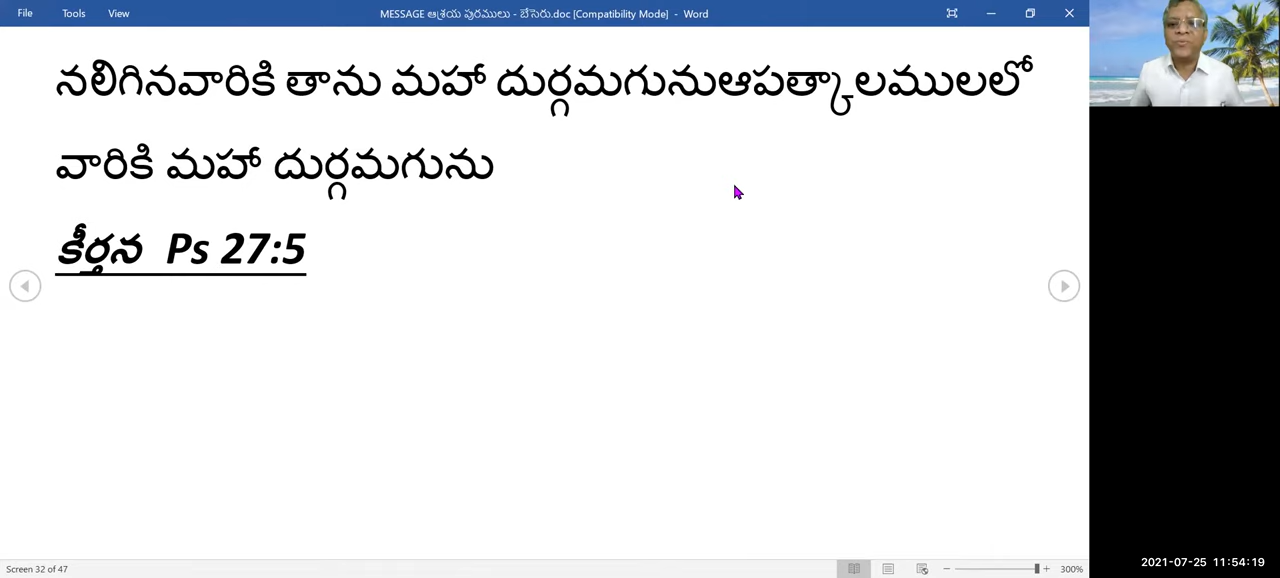 File Tools View MESSAGE ఆశ్రయ పురములు - బేసెరు.doc [Compatibility Mode] - Word
నలిగినవారికి తాను మహా దుర్గమగునుఆపత్కాలములలో
వారికి మహా దుర్గమగును
కీర్తన Ps 27:5
Screen 32 of 47
300%
2021-07-25 11:54:19